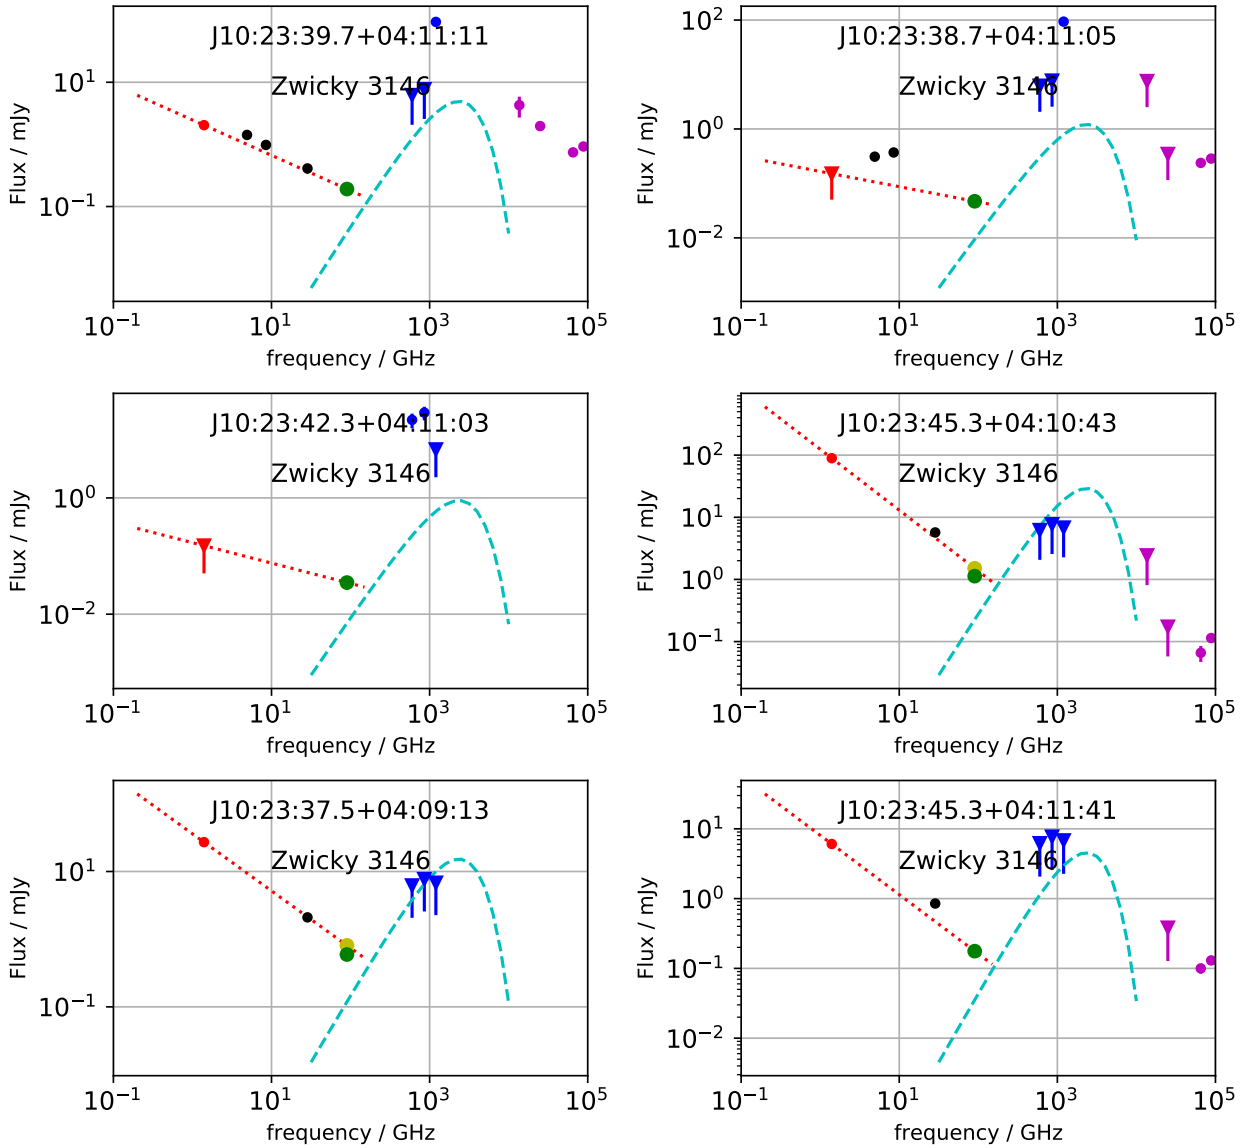 J10:23:39.7+04:11:11
Zwicky 3146
Flux / mJy
10^1
10^-1
10^-1 10^1 10^3 10^5
frequency / GHz
J10:23:38.7+04:11:05
Zwicky 3146
Flux / mJy
10^2
10^0
10^-2
10^-1 10^1 10^3 10^5
frequency / GHz
J10:23:42.3+04:11:03
Zwicky 3146
Flux / mJy
10^0
10^-2
10^-1 10^1 10^3 10^5
frequency / GHz
J10:23:45.3+04:10:43
Zwicky 3146
Flux / mJy
10^2
10^1
10^0
10^-1
10^-1 10^1 10^3 10^5
frequency / GHz
J10:23:37.5+04:09:13
Zwicky 3146
Flux / mJy
10^1
10^-1
10^-1 10^1 10^3 10^5
frequency / GHz
J10:23:45.3+04:11:41
Zwicky 3146
Flux / mJy
10^1
10^0
10^-1
10^-2
10^-1 10^1 10^3 10^5
frequency / GHz